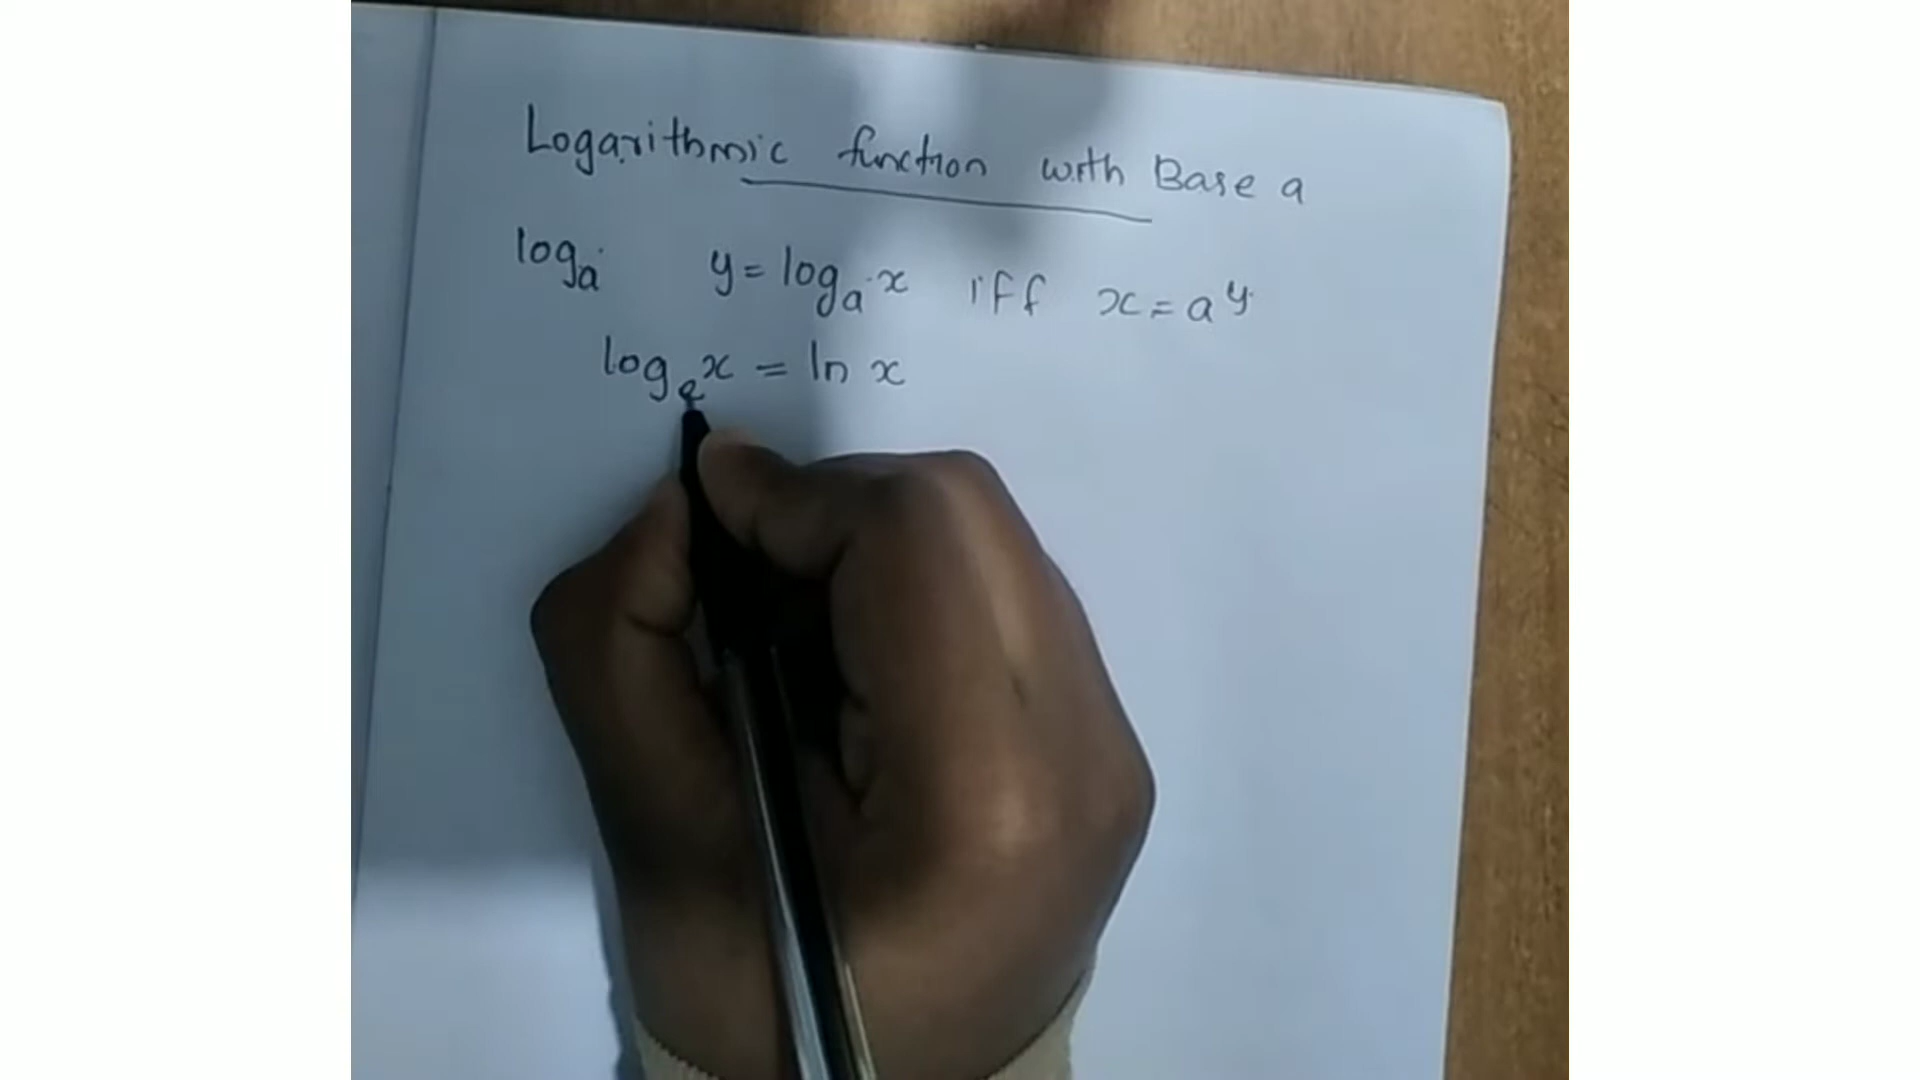 Logarithmic function with Base a
logₐ y = logₐ x iff x = a^y
logₑ x = ln x